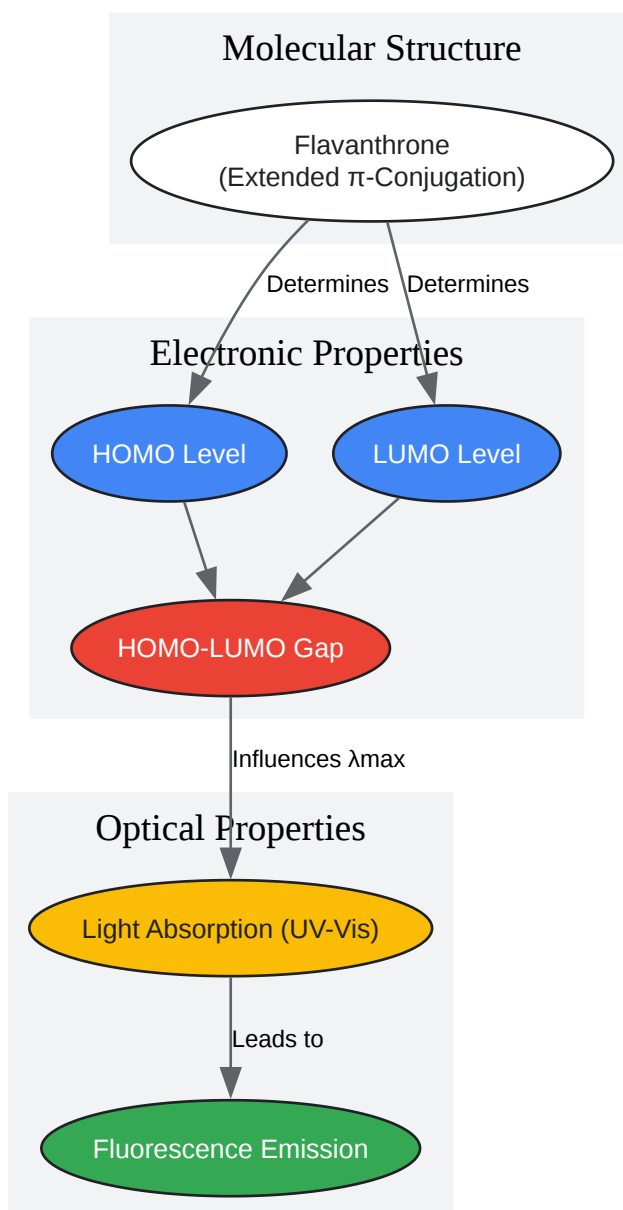 Molecular Structure
Flavanthrone
(Extended π-Conjugation)
Determines
Determines
Electronic Properties
HOMO Level
LUMO Level
HOMO-LUMO Gap
Influences λmax
Optical Properties
Light Absorption (UV-Vis)
Leads to
Fluorescence Emission